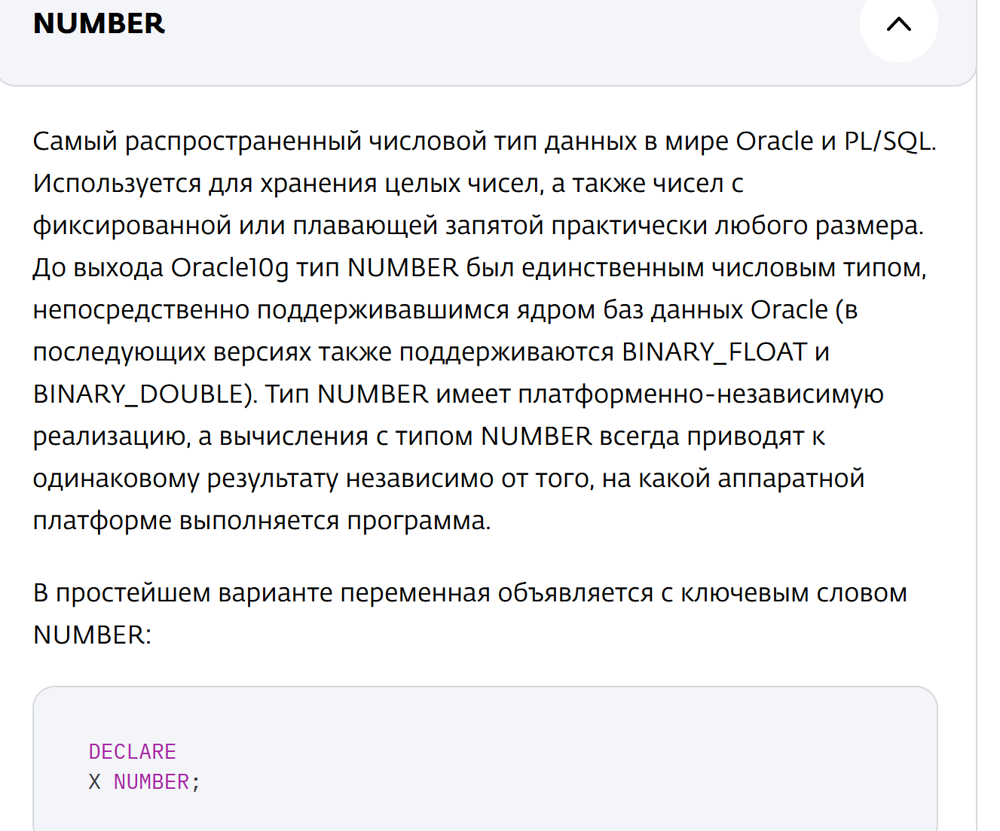 NUMBER
Самый распространенный числовой тип данных в мире Oracle и PL/SQL.
Используется для хранения целых чисел, а также чисел с
фиксированной или плавающей запятой практически любого размера.
До выхода Oracle10g тип NUMBER был единственным числовым типом,
непосредственно поддерживавшимся ядром баз данных Oracle (в
последующих версиях также поддерживаются BINARY_FLOAT и
BINARY_DOUBLE). Тип NUMBER имеет платформенно-независимую
реализацию, а вычисления с типом NUMBER всегда приводят к
одинаковому результату независимо от того, на какой аппаратной
платформе выполняется программа.
В простейшем варианте переменная объявляется с ключевым словом
NUMBER:
DECLARE
X NUMBER;